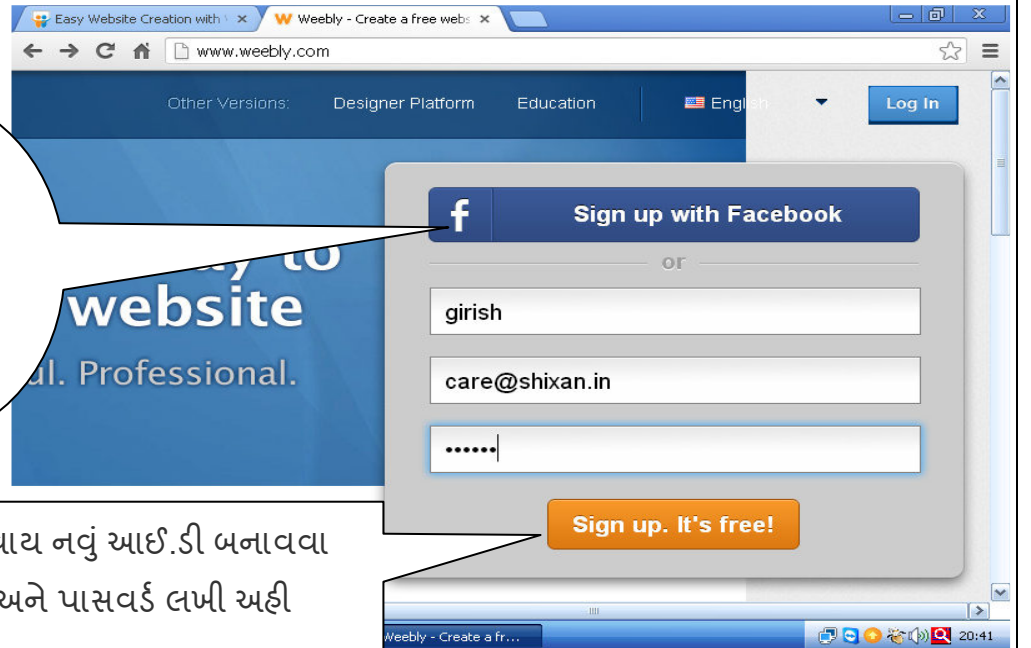 Easy Website Creation with
Weebly - Create a free webs
www.weebly.com
Other Versions: Designer Platform Education English Log In
f Sign up with Facebook
or
to
website
Professional.
girish
care@shixan.in
••••••
Sign up. It's free!
નવું આઈ.ડી બનાવવા
અને પાસવર્ડ લખી અહી
Weebly - Create a fr...
20:41